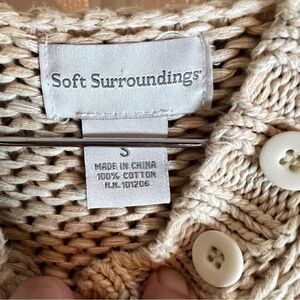 Soft Surroundings
S
MADE IN CHINA
100% COTTON
R.N. 101206